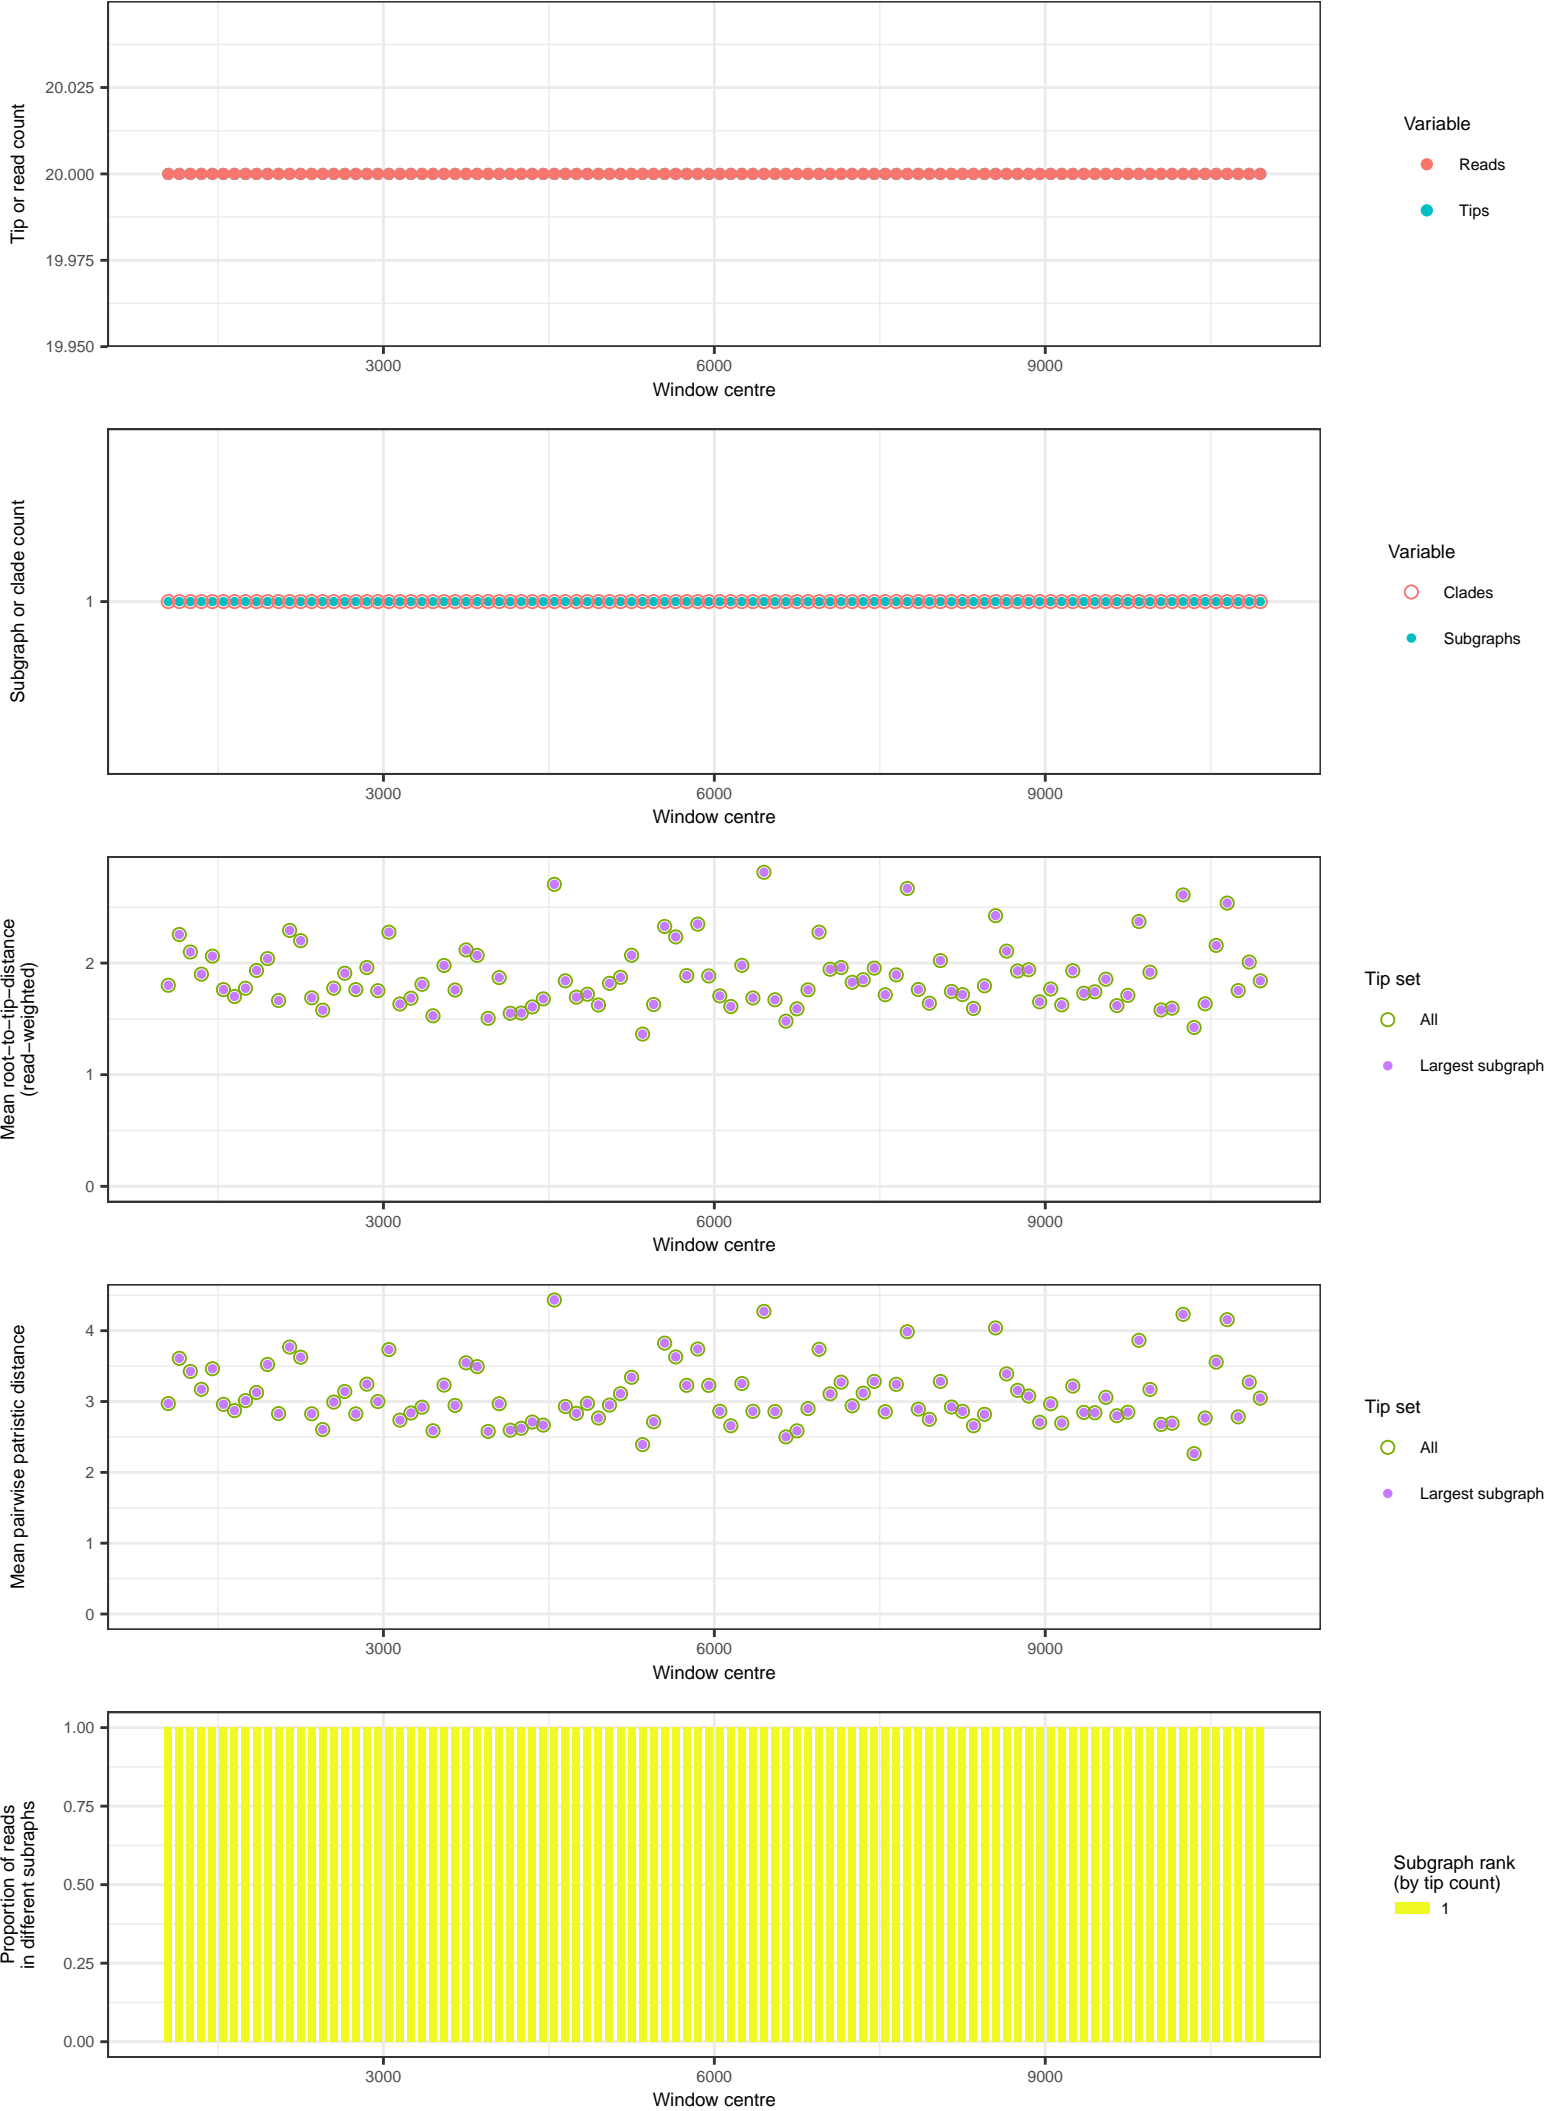 20.025
20.000
19.975
19.950
Tip or read count
3000
6000
9000
Window centre
Variable
Reads
Tips
1
Subgraph or clade count
3000
6000
9000
Window centre
Variable
Clades
Subgraphs
2
1
0
Mean root−to−tip−distance
(read−weighted)
3000
6000
9000
Window centre
Tip set
All
Largest subgraph
4
3
2
1
0
Mean pairwise patristic distance
3000
6000
9000
Window centre
Tip set
All
Largest subgraph
1.00
0.75
0.50
0.25
0.00
Proportion of reads
in different subraphs
3000
6000
9000
Window centre
Subgraph rank
(by tip count)
1